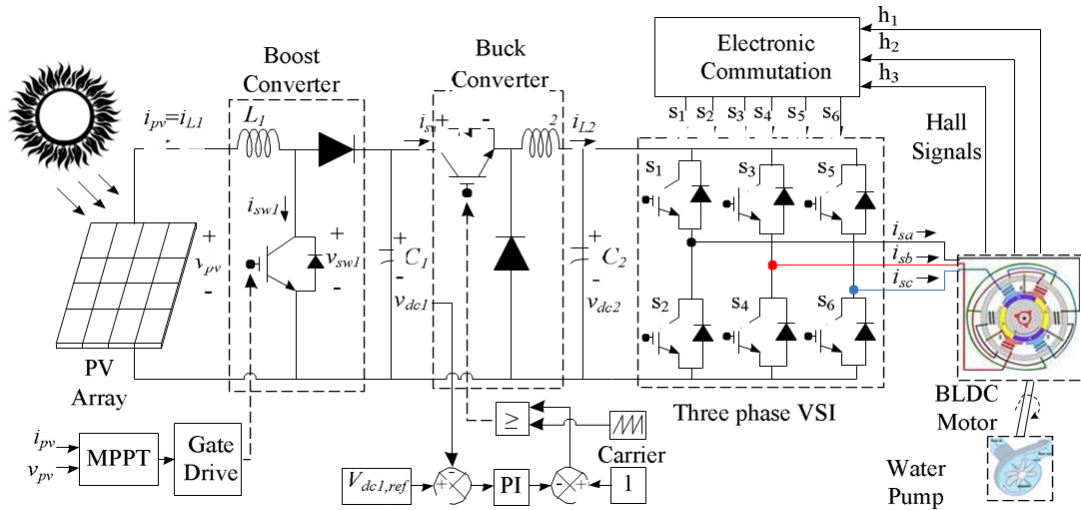 Boost
Converter
Buck
Converter
Electronic
Commutation
h1
h2
h3
s1 s2 s3 s4 s5 s6
Hall
Signals
ipv=iL1
L1
+ -
2
iL2
isw1
+
vpv
-
+
vsw1
-
+
C1
-
vdc1
+
C2
-
vdc2
s1
s3
s5
s2
s4
s6
isa
isb
isc
PV
Array
Three phase VSI
BLDC
Motor
Water
Pump
ipv
vpv
MPPT
Gate
Drive
≥
Carrier
Vdc1,ref
+ -
PI
- +
1